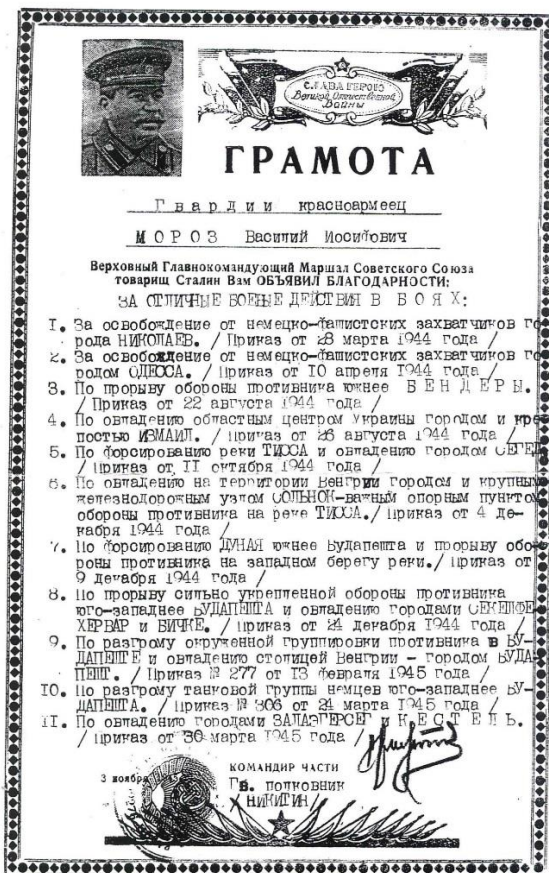 СЛАВА ГЕРОЮ
Великой Отечественной
Войны
ГРАМОТА
Гвардии красноармеец
МОРОЗ Василий Иосифович
Верховный Главнокомандующий Маршал Советского Союза
товарищ Сталин Вам ОБЪЯВИЛ БЛАГОДАРНОСТИ:
ЗА ОТЛИЧНЫЕ БОЕВЫЕ ДЕЙСТВИЯ В БОЯХ:
1. За освобождение от немецко-фашистских захватчиков го
рода НИКОЛАЕВ. / Приказ от 28 марта 1944 года /
2. За освобождение от немецко-фашистских захватчиков го
родом ОДЕССА. / Приказ от 10 апреля 1944 года /
3. По прорыву обороны противника южнее БЕНДЕРЫ.
/ Приказ от 22 августа 1944 года /
4. По овладению областным центром Украины городом и кре
постью ИЗМАИЛ. / Приказ от 26 августа 1944 года /
5. По форсированию реки ТИССА и овладению городом СЕГЕД
/ Приказ от 11 октября 1944 года /
6. По овладению на территории Венгрии городом и крупным
железнодорожным узлом СОЛЬНОК-важным опорным пунктом
обороны противника на реке ТИССА./ Приказ от 4 де-
кабря 1944 года /
7. По форсированию ДУНАЯ южнее Будапешта и прорыву обо-
роны противника на западном берегу реки./ Приказ от
9 декабря 1944 года /
8. По прорыву сильно укрепленной обороны противника
юго-западнее БУДАПЕШТА и овладению городами СЕКЕШФЕ-
ХЕРВАР и БИЧКЕ. / Приказ от 24 декабря 1944 года /
9. По разгрому окруженной группировки противника в БУ-
ДАПЕШТЕ и овладению столицей Венгрии - городом БУДА-
ПЕШТ. / Приказ № 277 от 13 февраля 1945 года /
10. По разгрому танковой группы немцев юго-западнее БУ-
ДАПЕШТА. / Приказ № 306 от 24 марта 1945 года /
11. По овладению городами ЗАЛАЭГЕРСЕГ и КЕСТЕЛЬ.
/ Приказ от 30 марта 1945 года /
3 ноября
КОМАНДИР ЧАСТИ
Гв. полковник
/НИКИТИН/